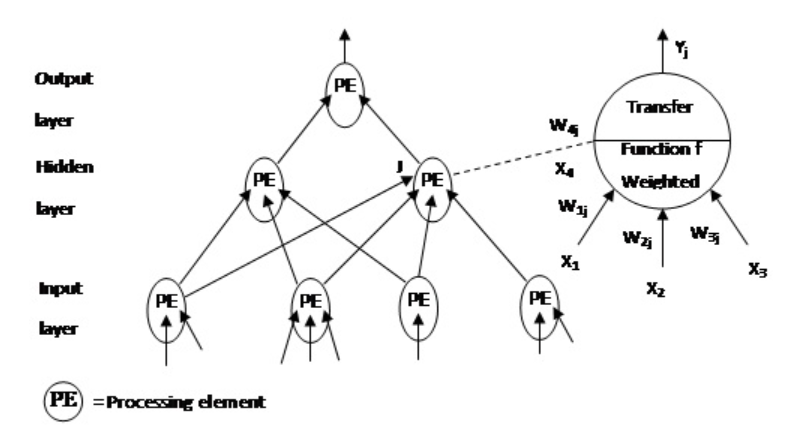 Output
layer
Hidden
layer
Input
layer
PE
J
PE PE
PE PE PE PE
PE =Processing element
Yj
Transfer
Function f
Weighted
W4j
X4
W1j
W2j
W3j
X1
X2
X3